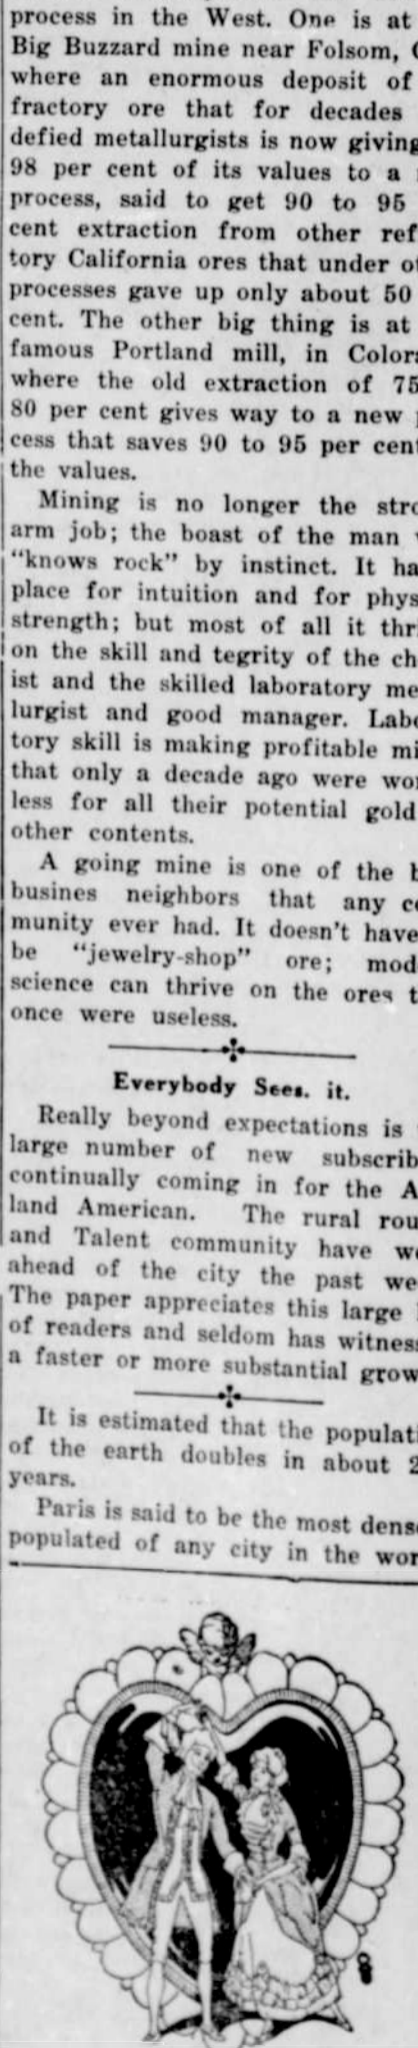 process in the West. One is at
Big Buzzard mine near Folsom, C
where an enormous deposit of
fractory ore that for decades
defied metallurgists is now giving
98 per cent of its values to a
process, said to get 90 to 95
cent extraction from other ref
tory California ores that under o
processes gave up only about 50
cent. The other big thing is at
famous Portland mill, in Colora
where the old extraction of 75
80 per cent gives way to a new p
cess that saves 90 to 95 per cent
the values.
Mining is no longer the stro
arm job; the boast of the man w
"knows rock" by instinct. It ha
place for intuition and for phys
strength; but most of all it thri
on the skill and tegrity of the ch
ist and the skilled laboratory me
lurgist and good manager. Labo
tory skill is making profitable mi
that only a decade ago were wor
less for all their potential gold
other contents.
A going mine is one of the b
busines neighbors that any co
munity ever had. It doesn't have
be "jewelry-shop" ore; mod
science can thrive on the ores t
once were useless.
Everybody Sees. it.
Really beyond expectations is
large number of new subscrib
continually coming in for the A
land American. The rural rou
and Talent community have we
ahead of the city the past we
The paper appreciates this large
of readers and seldom has witness
a faster or more substantial grow
It is estimated that the populati
of the earth doubles in about 2
years.
Paris is said to be the most dense
populated of any city in the wor